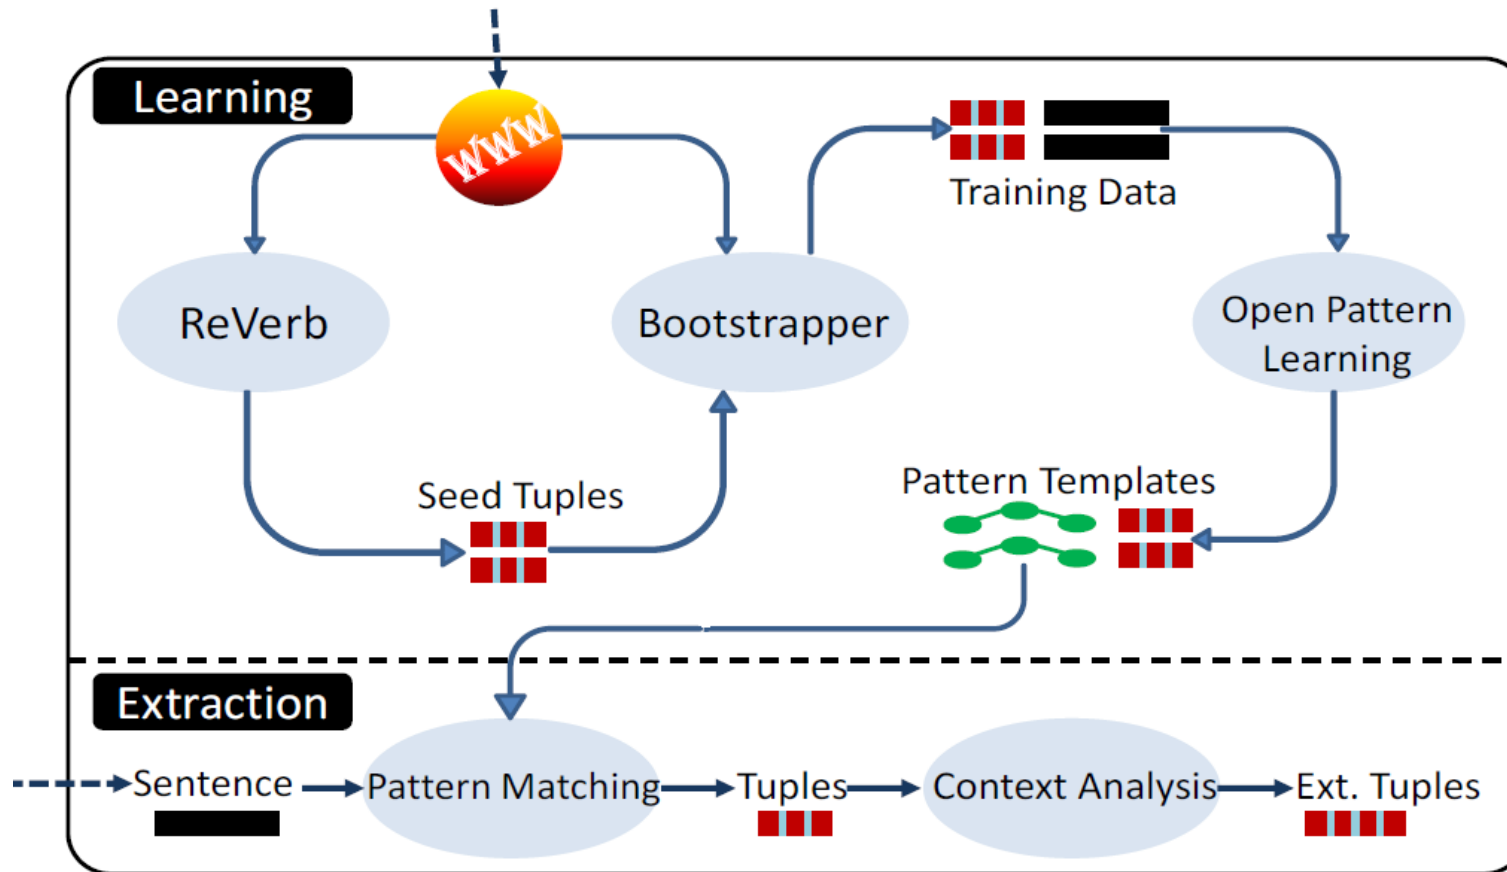 Learning
WWW
Training Data
ReVerb
Bootstrapper
Open Pattern
Learning
Seed Tuples
Pattern Templates
Extraction
Sentence
Pattern Matching
Tuples
Context Analysis
Ext. Tuples